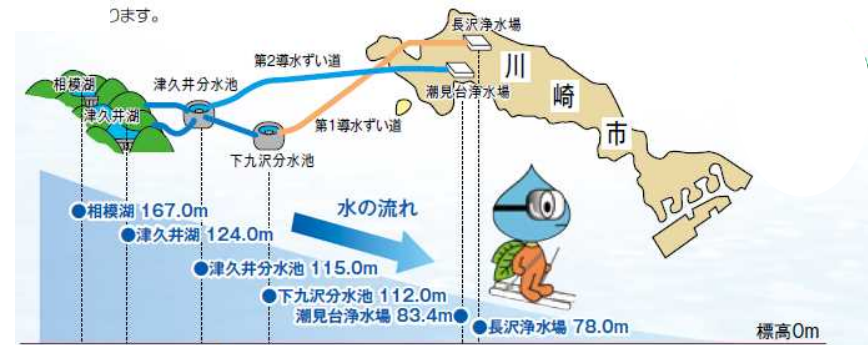 ります。
長沢浄水場
第2導水ずい道
川崎市
津久井分水池
相模湖
潮見台浄水場
津久井湖
第1導水ずい道
下九沢分水池
水の流れ
●相模湖 167.0m
●津久井湖 124.0m
●津久井分水池 115.0m
●下九沢分水池 112.0m
潮見台浄水場 83.4m●
●長沢浄水場 78.0m
標高0m